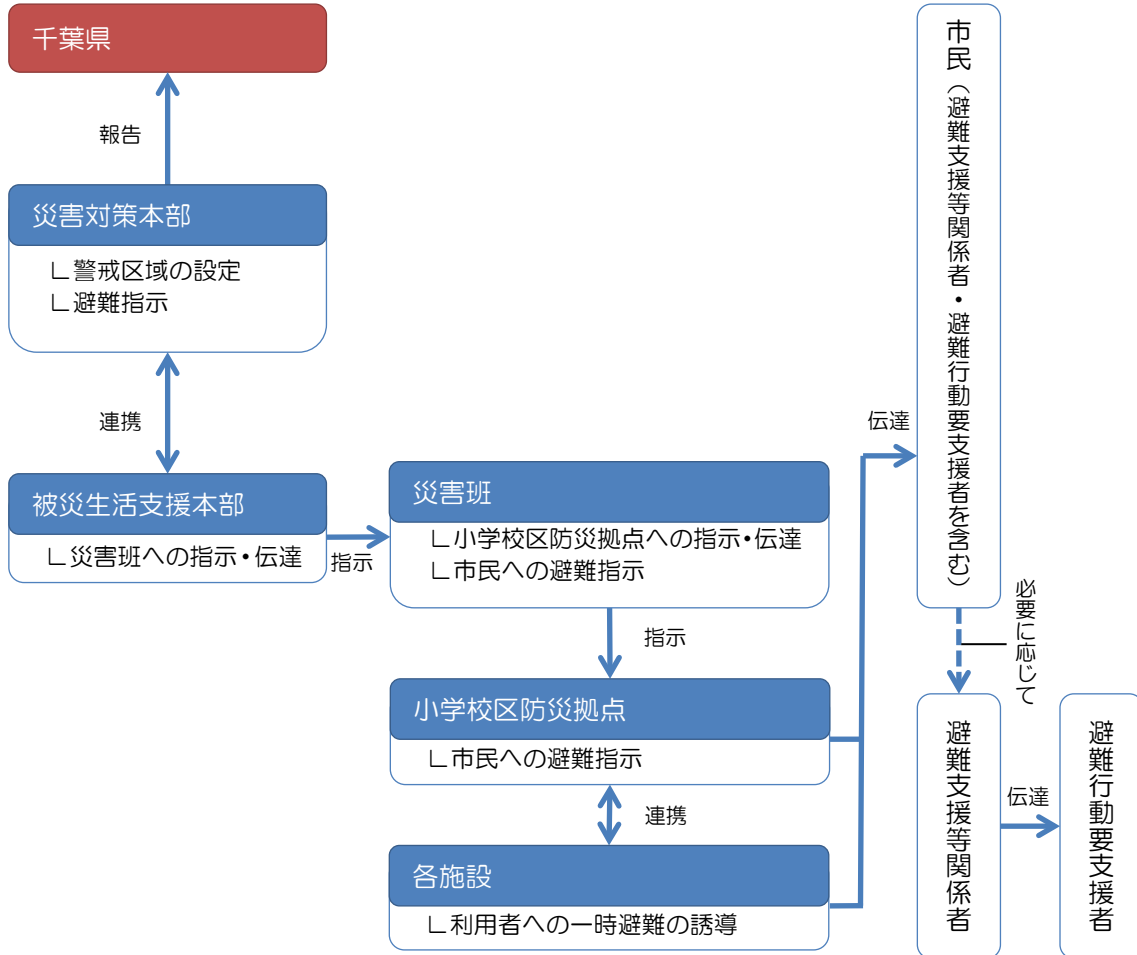 千葉県
報告
災害対策本部
∟警戒区域の設定
∟避難指示
連携
被災生活支援本部
∟災害班への指示・伝達
指示
災害班
∟小学校区防災拠点への指示・伝達
∟市民への避難指示
指示
小学校区防災拠点
∟市民への避難指示
連携
各施設
∟利用者への一時避難の誘導
伝達
市民（避難支援等関係者・避難行動要支援者を含む）
必要に応じて
避難支援等関係者
伝達
避難行動要支援者